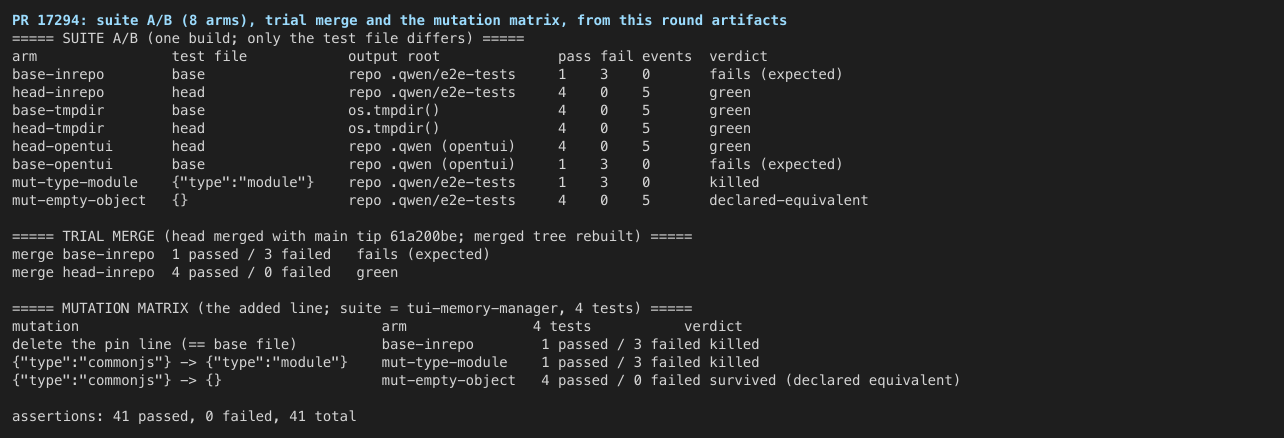 PR 17294: suite A/B (8 arms), trial merge and the mutation matrix, from this round artifacts
===== SUITE A/B (one build; only the test file differs) =====
arm test file output root pass fail events verdict
base-inrepo base repo .qwen/e2e-tests 1 3 0 fails (expected)
head-inrepo head repo .qwen/e2e-tests 4 0 5 green
base-tmpdir base os.tmpdir() 4 0 5 green
head-tmpdir head os.tmpdir() 4 0 5 green
head-opentui head repo .qwen (opentui) 4 0 5 green
base-opentui base repo .qwen (opentui) 1 3 0 fails (expected)
mut-type-module {"type":"module"} repo .qwen/e2e-tests 1 3 0 killed
mut-empty-object {} repo .qwen/e2e-tests 4 0 5 declared-equivalent
===== TRIAL MERGE (head merged with main tip 61a200be; merged tree rebuilt) =====
merge base-inrepo 1 passed / 3 failed fails (expected)
merge head-inrepo 4 passed / 0 failed green
===== MUTATION MATRIX (the added line; suite = tui-memory-manager, 4 tests) =====
mutation arm 4 tests verdict
delete the pin line (== base file) base-inrepo 1 passed / 3 failed killed
{"type":"commonjs"} -> {"type":"module"} mut-type-module 1 passed / 3 failed killed
{"type":"commonjs"} -> {} mut-empty-object 4 passed / 0 failed survived (declared equivalent)
assertions: 41 passed, 0 failed, 41 total